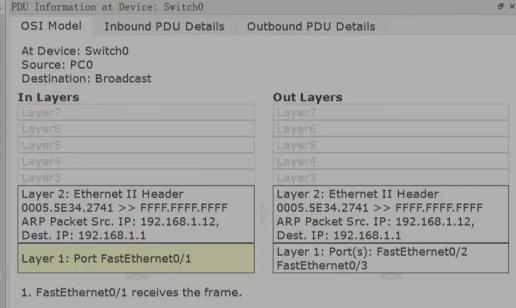 PDU Information at Device: Switch0
OSI Model Inbound PDU Details Outbound PDU Details
At Device: Switch0
Source: PC0
Destination: Broadcast
In Layers
Layer7
Layer6
Layer5
Layer4
Layer3
Layer 2: Ethernet II Header
0005.5E34.2741 >> FFFF.FFFF.FFFF
ARP Packet Src. IP: 192.168.1.12,
Dest. IP: 192.168.1.1
Layer 1: Port FastEthernet0/1
Out Layers
Layer7
Layer6
Layer5
Layer4
Layer3
Layer 2: Ethernet II Header
0005.5E34.2741 >> FFFF.FFFF.FFFF
ARP Packet Src. IP: 192.168.1.12,
Dest. IP: 192.168.1.1
Layer 1: Port(s): FastEthernet0/2
FastEthernet0/3
1. FastEthernet0/1 receives the frame.